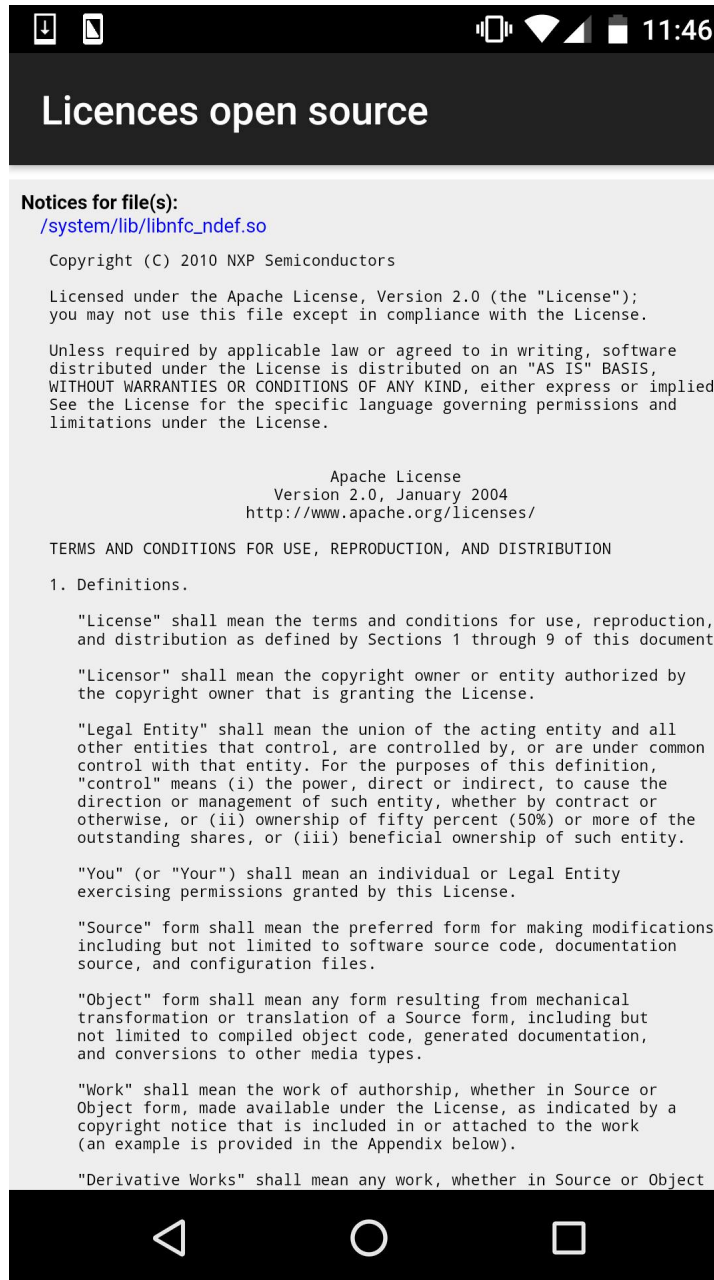 11:46
Licences open source
Notices for file(s):
/system/lib/libnfc_ndef.so
Copyright (C) 2010 NXP Semiconductors
Licensed under the Apache License, Version 2.0 (the "License");
you may not use this file except in compliance with the License.
Unless required by applicable law or agreed to in writing, software
distributed under the License is distributed on an "AS IS" BASIS,
WITHOUT WARRANTIES OR CONDITIONS OF ANY KIND, either express or implied
See the License for the specific language governing permissions and
limitations under the License.
Apache License
Version 2.0, January 2004
http://www.apache.org/licenses/
TERMS AND CONDITIONS FOR USE, REPRODUCTION, AND DISTRIBUTION
1. Definitions.
"License" shall mean the terms and conditions for use, reproduction,
and distribution as defined by Sections 1 through 9 of this document
"Licensor" shall mean the copyright owner or entity authorized by
the copyright owner that is granting the License.
"Legal Entity" shall mean the union of the acting entity and all
other entities that control, are controlled by, or are under common
control with that entity. For the purposes of this definition,
"control" means (i) the power, direct or indirect, to cause the
direction or management of such entity, whether by contract or
otherwise, or (ii) ownership of fifty percent (50%) or more of the
outstanding shares, or (iii) beneficial ownership of such entity.
"You" (or "Your") shall mean an individual or Legal Entity
exercising permissions granted by this License.
"Source" form shall mean the preferred form for making modifications
including but not limited to software source code, documentation
source, and configuration files.
"Object" form shall mean any form resulting from mechanical
transformation or translation of a Source form, including but
not limited to compiled object code, generated documentation,
and conversions to other media types.
"Work" shall mean the work of authorship, whether in Source or
Object form, made available under the License, as indicated by a
copyright notice that is included in or attached to the work
(an example is provided in the Appendix below).
"Derivative Works" shall mean any work, whether in Source or Object